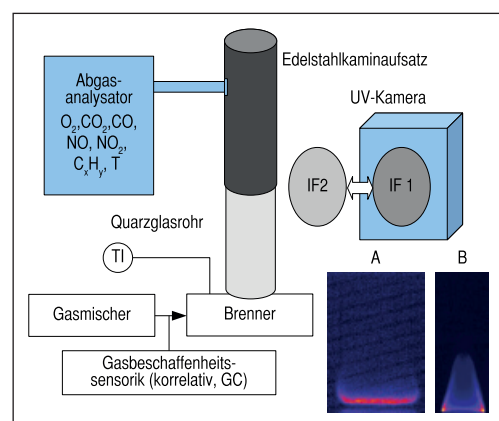 Edelstahlkaminaufsatz
Abgas-
analysator
O₂,CO₂,CO,
NO, NO₂,
CₓHᵧ, T
UV-Kamera
IF2
IF 1
Quarzglasrohr
TI
A
B
Gasmischer
Brenner
Gasbeschaffenheits-
sensorik (korrelativ, GC)